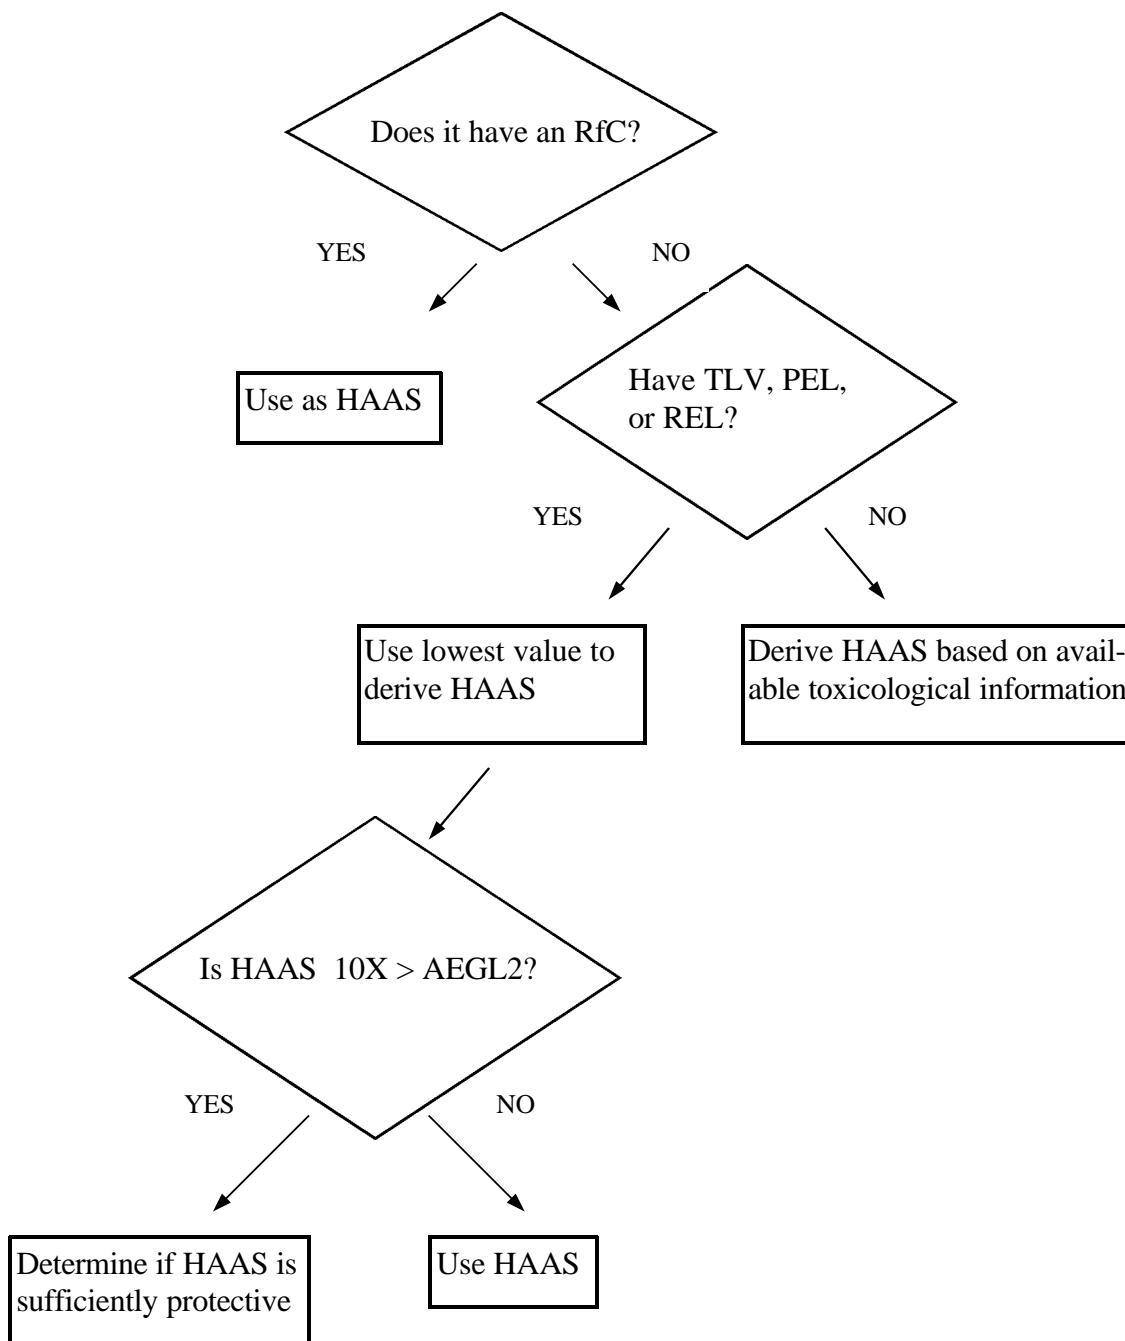 Does it have an RfC?
YES
NO
Use as HAAS
Have TLV, PEL,
or REL?
YES
NO
Use lowest value to
derive HAAS
Derive HAAS based on avail-
able toxicological information
Is HAAS  10X > AEGL2?
YES
NO
Determine if HAAS is
sufficiently protective
Use HAAS